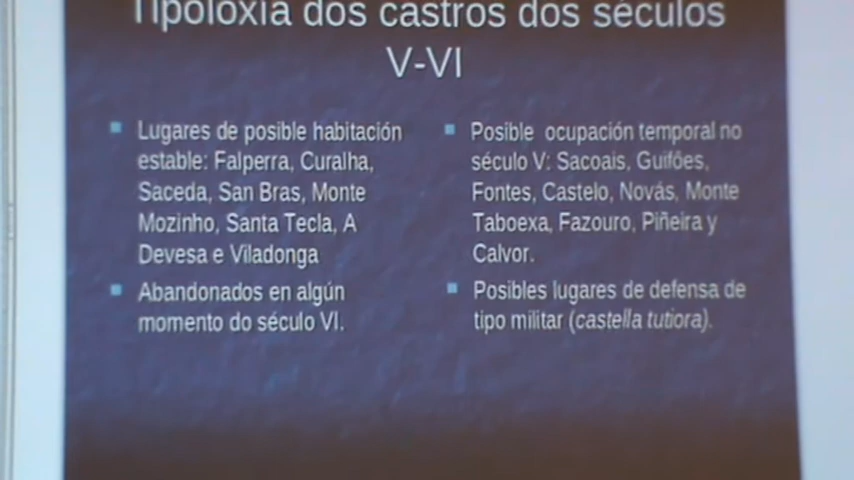 Tipoloxía dos castros dos séculos
V-VI
Lugares de posible habitación
estable: Falperra, Curalha,
Saceda, San Bras, Monte
Mozinho, Santa Tecla, A
Devesa e Viladonga
Abandonados en algún
momento do século VI.
Posible ocupación temporal no
século V: Sacoais, Guifões,
Fontes, Castelo, Novás, Monte
Taboexa, Fazouro, Piñeira y
Calvor.
Posibles lugares de defensa de
tipo militar (castella tutiora).